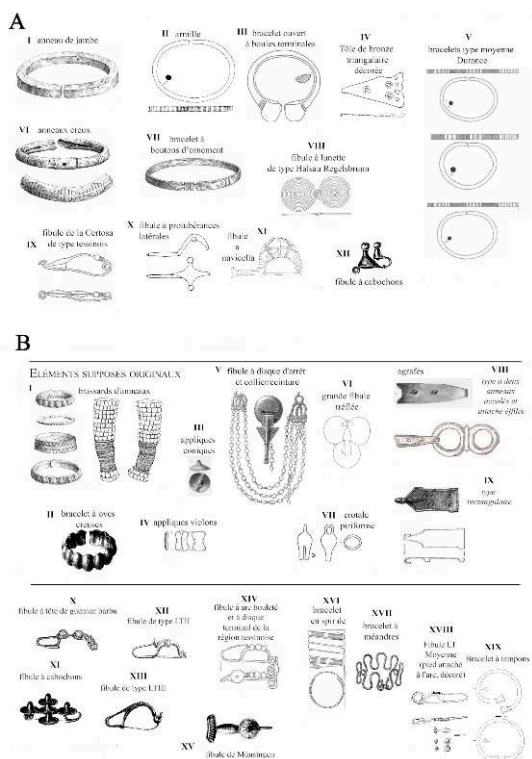 A
I
anneau de jambe
II
armille
III bracelet ouvert
à boules terminales
IV
Tôle de bronze
triangulaire
décorée
V
bracelets type moyenne
Durance
VI
anneaux creux
VII
bracelet à
boutons d'ornement
VIII
fibule à lunette
de type Halsau Regelsbrunn
fibule de la Certosa
IX de type tessinois
X fibule à protubérances
latérales
fibule XI
à
navicella
XII
fibule à cabochons
B
ELÉMENTS SUPPOSÉS ORIGINAUX
I
brassards d'anneaux
II bracelet à oves
creuses
III
appliques
coniques
IV appliques violons
V fibule à disque d'arrêt
et collier/ceinture
VI
grande fibule
tréflée
VII crotale
piriforme
agrafes
VIII
type à deux
anneaux
accolés et
attache effilée
IX
type
rectangulaire
X
fibule à tête de guerrier barbu
XI
fibule à cabochons
XII
fibule de type LTII
XIII
fibule de type LTIII
XIV
fibule à arc bouleté et à disque
terminal de la
région tessinoise
XV
fibule de Münsingen
XVI
bracelet
en spirale
XVII
bracelet à
méandres
XVIII
Fibule LT
Moyenne
(pied attaché
à l'arc, décoré)
XIX
Bracelet à tampons